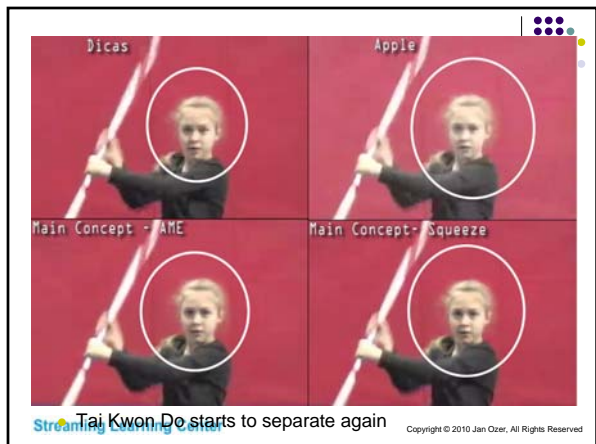 Dicas
Apple
Main Concept - AME
Main Concept- Squeeze
Tai Kwon Do starts to separate again
Streaming Learning Center
Copyright © 2010 Jan Ozer, All Rights Reserved